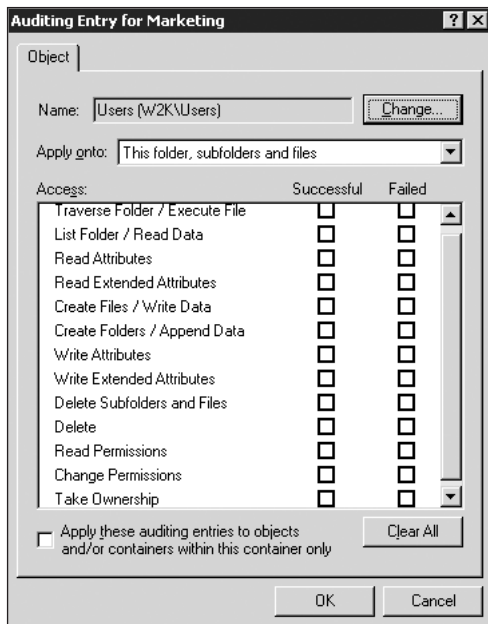 Auditing Entry for Marketing
Object
Name: Users (W2K\Users) Change...
Apply onto: This folder, subfolders and files
Access: Successful Failed
Traverse Folder / Execute File
List Folder / Read Data
Read Attributes
Read Extended Attributes
Create Files / Write Data
Create Folders / Append Data
Write Attributes
Write Extended Attributes
Delete Subfolders and Files
Delete
Read Permissions
Change Permissions
Take Ownership
Apply these auditing entries to objects
and/or containers within this container only
Clear All
OK Cancel